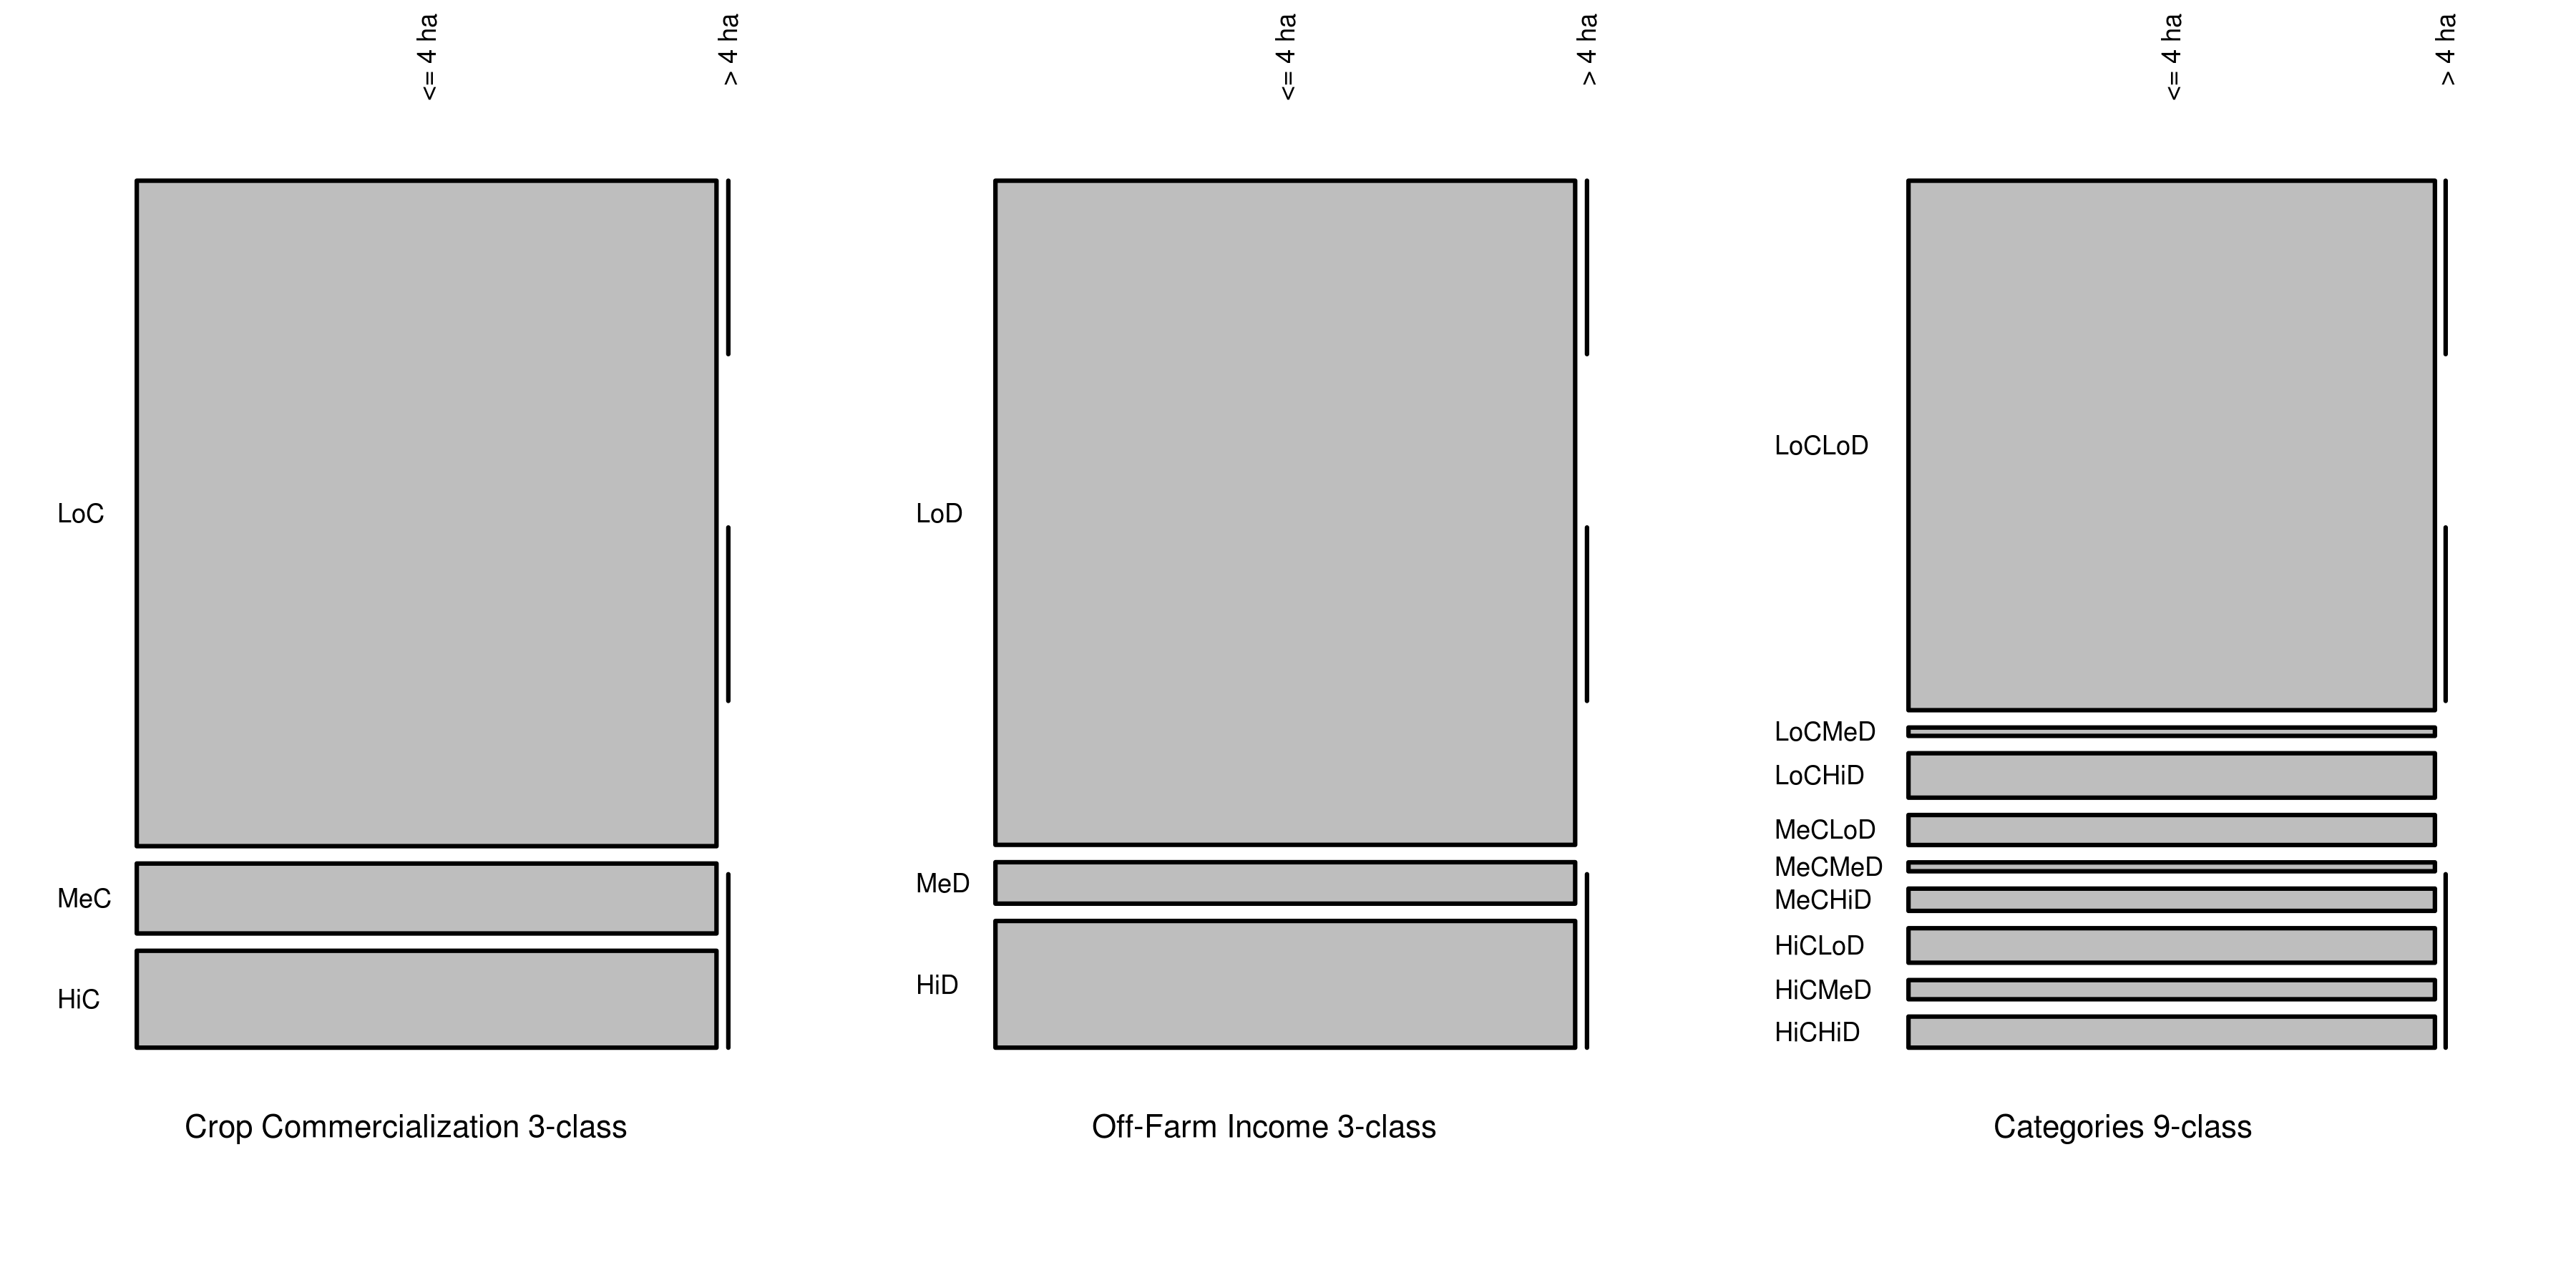 <= 4 ha
> 4 ha
LoC
MeC
HiC
Crop Commercialization 3-class
<= 4 ha
> 4 ha
LoD
MeD
HiD
Off-Farm Income 3-class
<= 4 ha
> 4 ha
LoCLoD
LoCMeD
LoCHiD
MeCLoD
MeCMeD
MeCHiD
HiCLoD
HiCMeD
HiCHiD
Categories 9-class